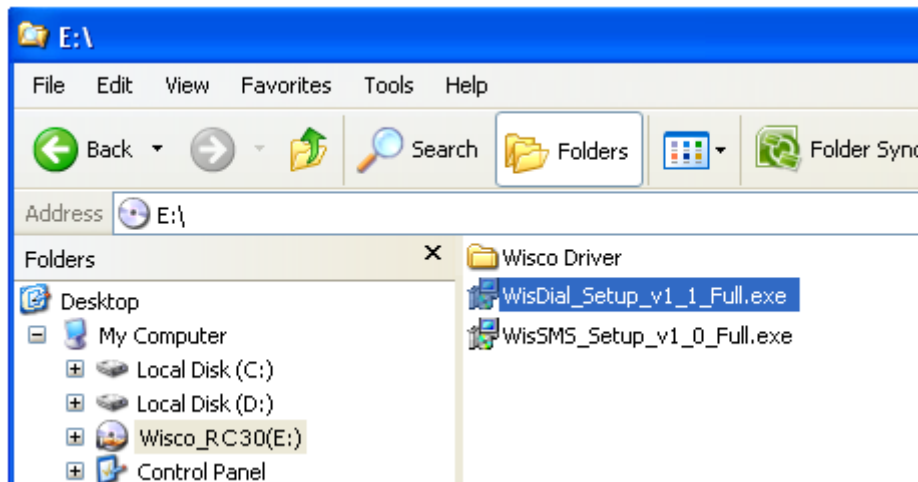 E:\
File Edit View Favorites Tools Help
Back Search Folders Folder Sync
Address E:\
Folders
Wisco Driver
WisDial_Setup_v1_1_Full.exe
WisSMS_Setup_v1_0_Full.exe
Desktop
My Computer
Local Disk (C:)
Local Disk (D:)
Wisco_RC30(E:)
Control Panel